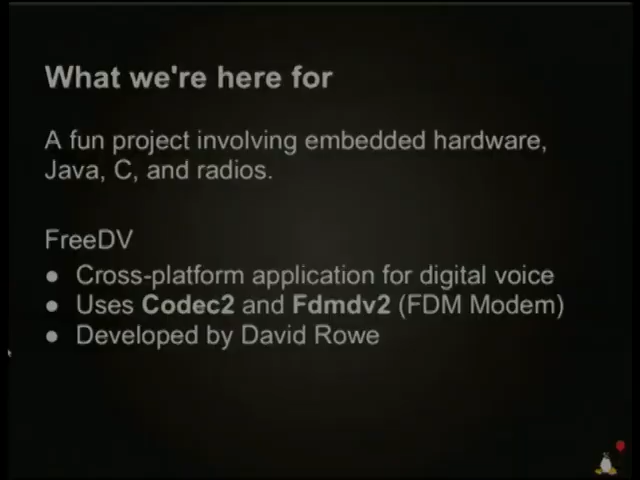 What we're here for
A fun project involving embedded hardware,
Java, C, and radios.
FreeDV
● Cross-platform application for digital voice
● Uses Codec2 and Fdmdv2 (FDM Modem)
● Developed by David Rowe